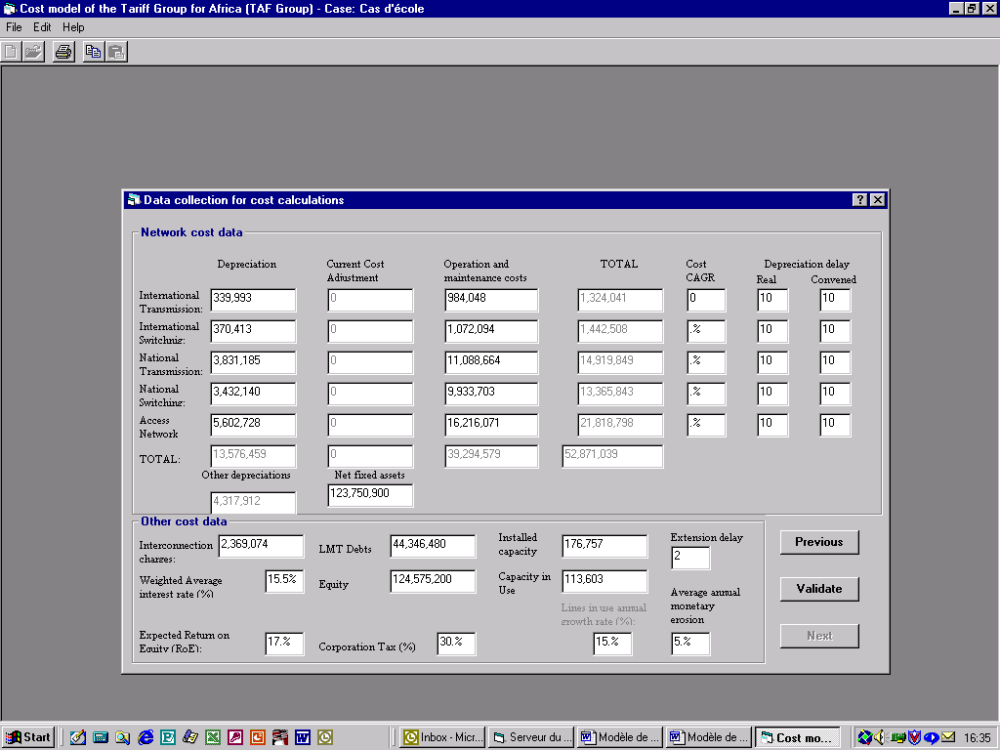 Cost model of the Tariff Group for Africa (TAF Group) - Case: Cas d'école
File Edit Help
Data collection for cost calculations
Network cost data
Depreciation Current Cost Adjustment Operation and maintenance costs TOTAL Cost CAGR Depreciation delay
Real Convened
International Transmission: 339,993 0 984,048 1,324,041 0 10 10
International Switchnig: 370,413 0 1,072,094 1,442,508 .% 10 10
National Transmission: 3,831,185 0 11,088,664 14,919,849 .% 10 10
National Switching: 3,432,140 0 9,933,703 13,365,843 .% 10 10
Access Network 5,602,728 0 16,216,071 21,818,798 .% 10 10
TOTAL: 13,576,459 0 39,294,579 52,871,039
Other depreciations Net fixed assets
4,317,912 123,750,900
Other cost data
Interconnection charges: 2,369,074 LMT Debts 44,346,480 Installed capacity 176,757 Extension delay 2
Weighted Average interest rate (%) 15.5% Equity 124,575,200 Capacity in Use 113,603 Average annual monetary erosion
Lines in use annual growth rate (%):
Expected Return on Equity (RoE): 17.% Corporation Tax (%) 30.% 15.% 5.%
Previous
Validate
Next
Start Inbox - Micr... Serveur du ... Modèle de ... Modèle de ... Cost mo... 16:35